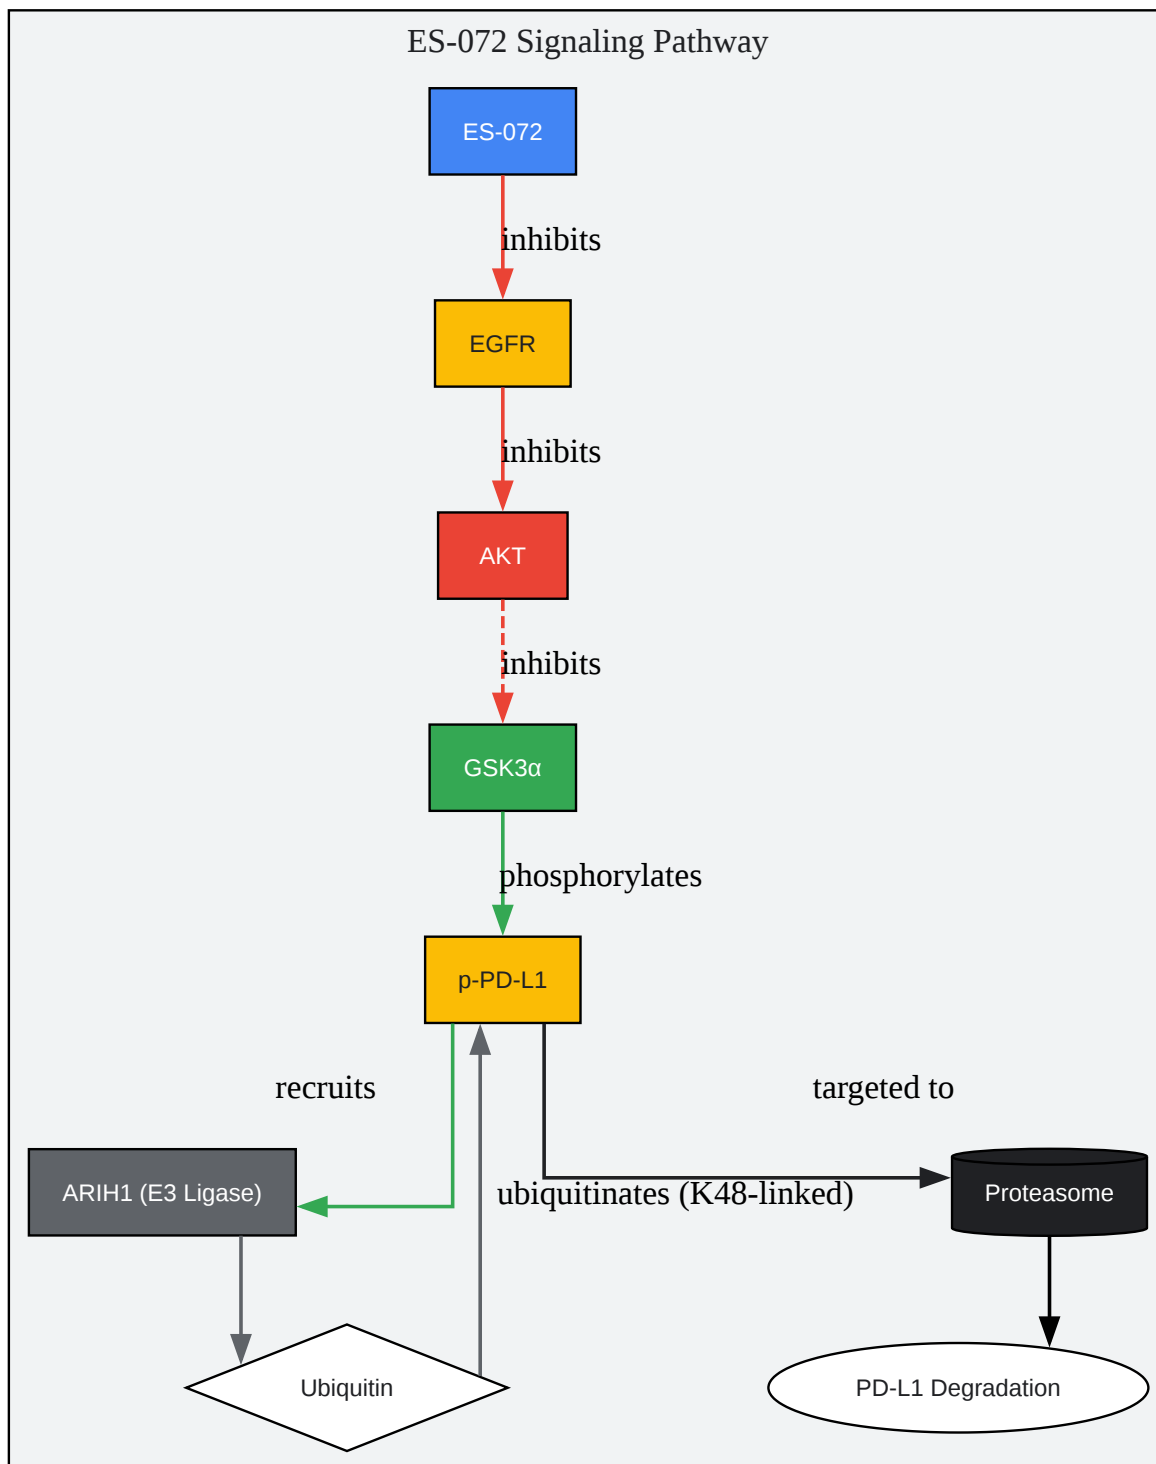 ES-072 Signaling Pathway
ES-072
inhibits
EGFR
inhibits
AKT
inhibits
GSK3α
phosphorylates
p-PD-L1
recruits
targeted to
ARIH1 (E3 Ligase)
ubiquitinates (K48-linked)
Proteasome
Ubiquitin
PD-L1 Degradation